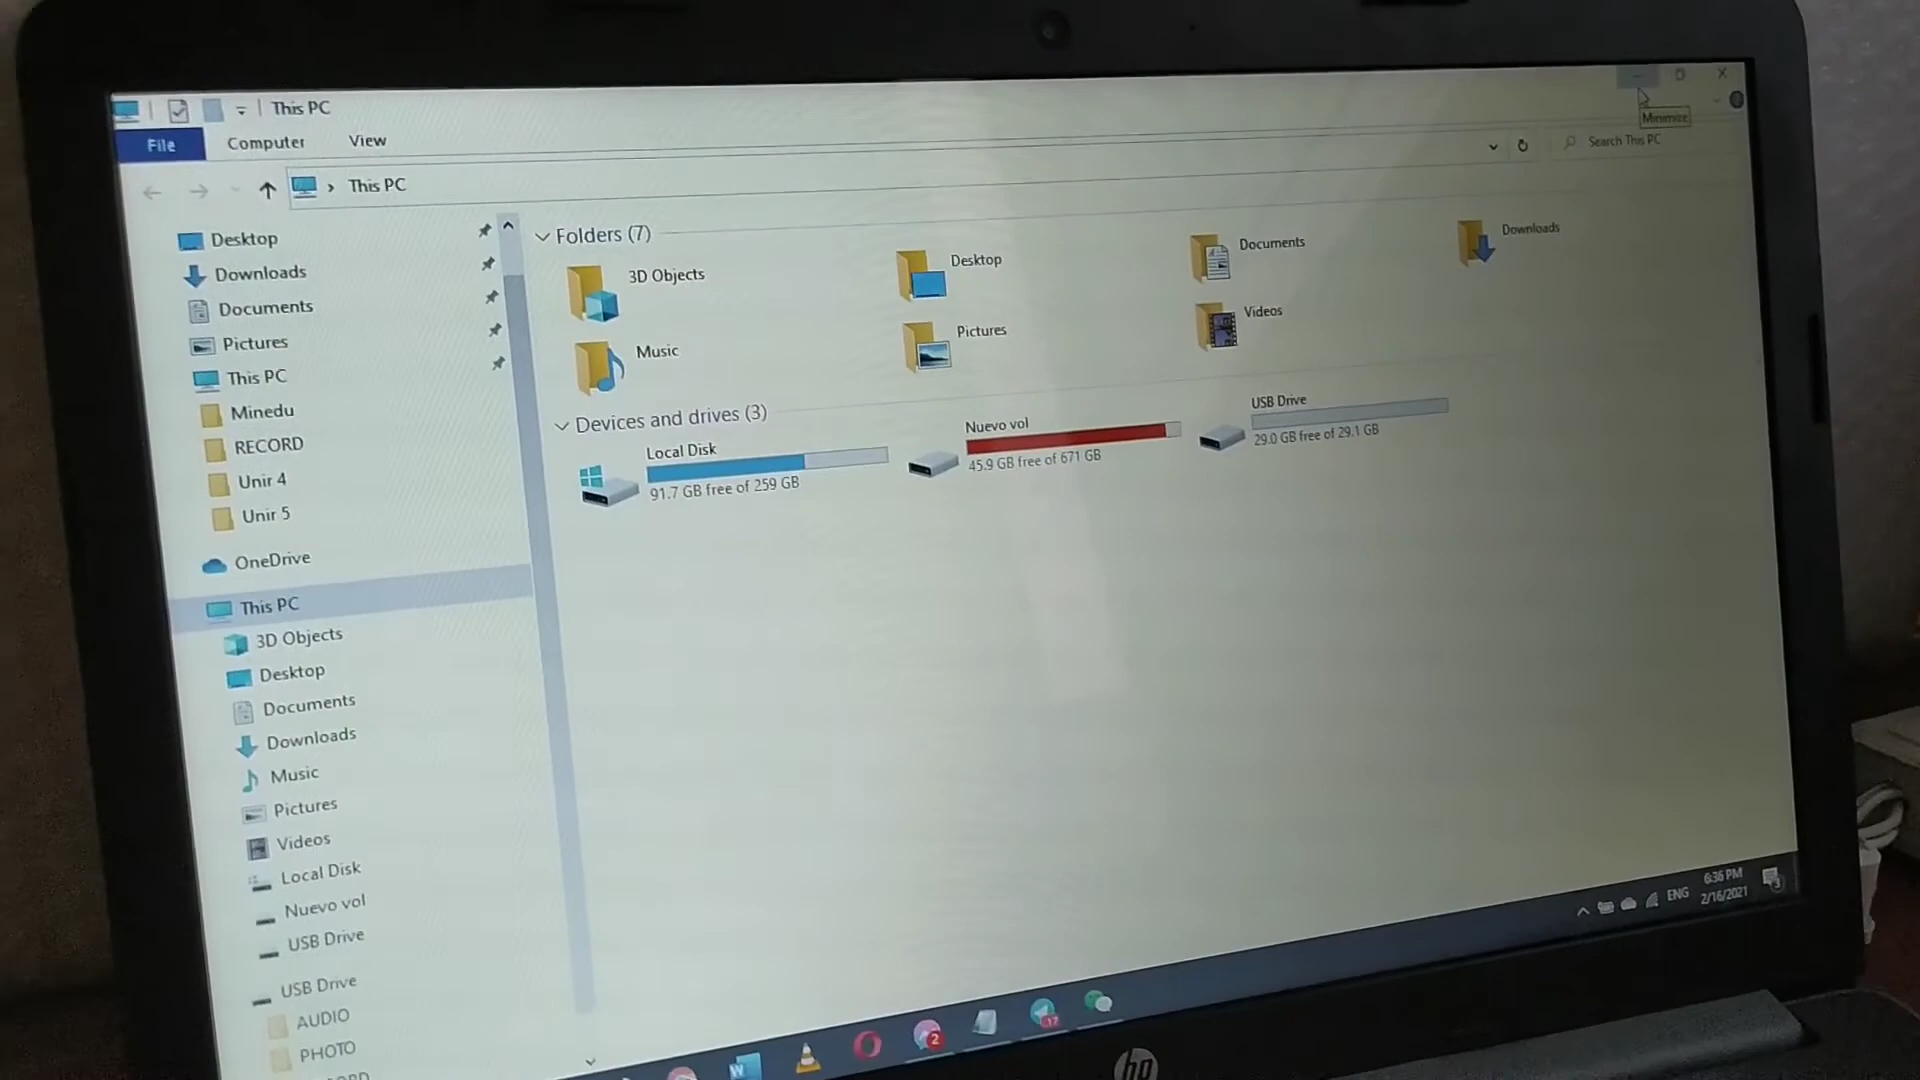 This PC
Minimize
File
Computer
View
Search This PC
This PC
Desktop
Downloads
Documents
Pictures
This PC
Minedu
RECORD
Unir 4
Unir 5
OneDrive
This PC
3D Objects
Desktop
Documents
Downloads
Music
Pictures
Videos
Local Disk
Nuevo vol
USB Drive
USB Drive
AUDIO
PHOTO
Folders (7)
3D Objects
Desktop
Documents
Downloads
Music
Pictures
Videos
Devices and drives (3)
Local Disk
91.7 GB free of 259 GB
Nuevo vol
45.9 GB free of 671 GB
USB Drive
29.0 GB free of 29.1 GB
W
2
17
ENG
6:36 PM
2/16/2021
3
hp